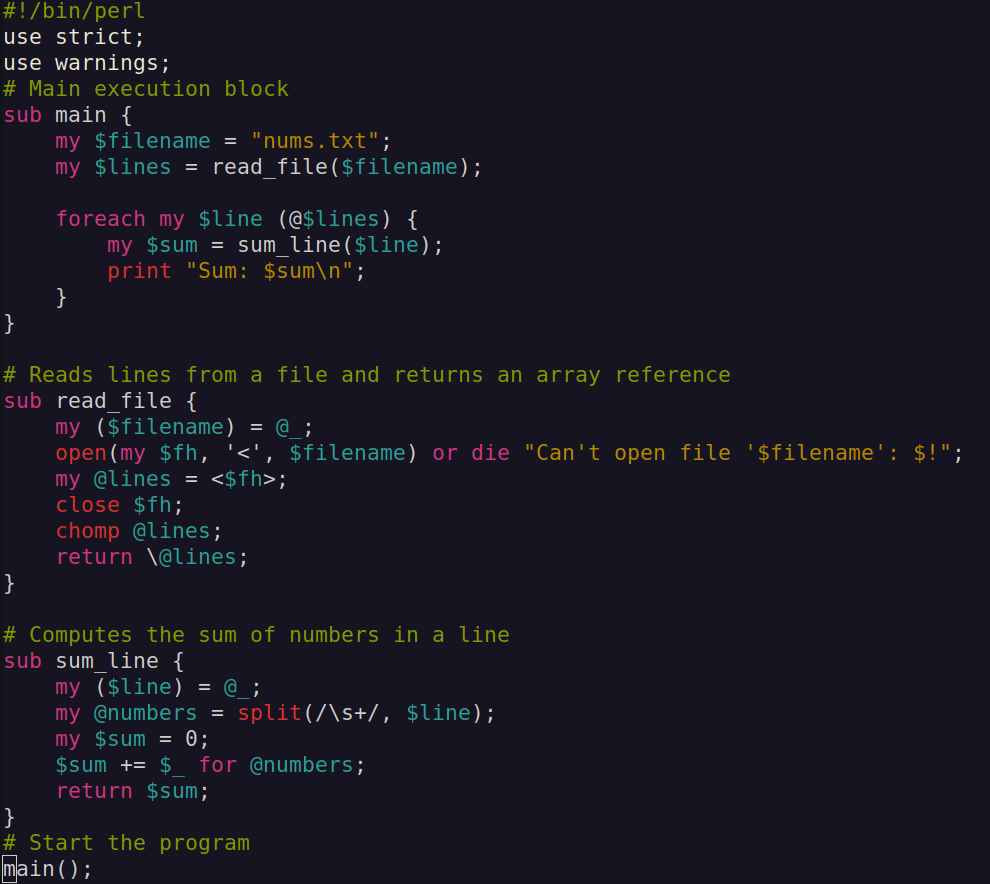 #!/bin/perl
use strict;
use warnings;
# Main execution block
sub main {
    my $filename = "nums.txt";
    my $lines = read_file($filename);

    foreach my $line (@$lines) {
        my $sum = sum_line($line);
        print "Sum: $sum\n";
    }
}

# Reads lines from a file and returns an array reference
sub read_file {
    my ($filename) = @_;
    open(my $fh, '<', $filename) or die "Can't open file '$filename': $!";
    my @lines = <$fh>;
    close $fh;
    chomp @lines;
    return \@lines;
}

# Computes the sum of numbers in a line
sub sum_line {
    my ($line) = @_;
    my @numbers = split(/\s+/, $line);
    my $sum = 0;
    $sum += $_ for @numbers;
    return $sum;
}
# Start the program
main();